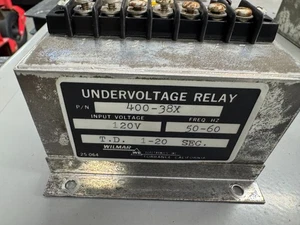 UNDERVOLTAGE RELAY
P/N 400-38X
INPUT VOLTAGE FREQ. HZ
120V 50-60
T.D. 1-20 SEC.
WILMAR